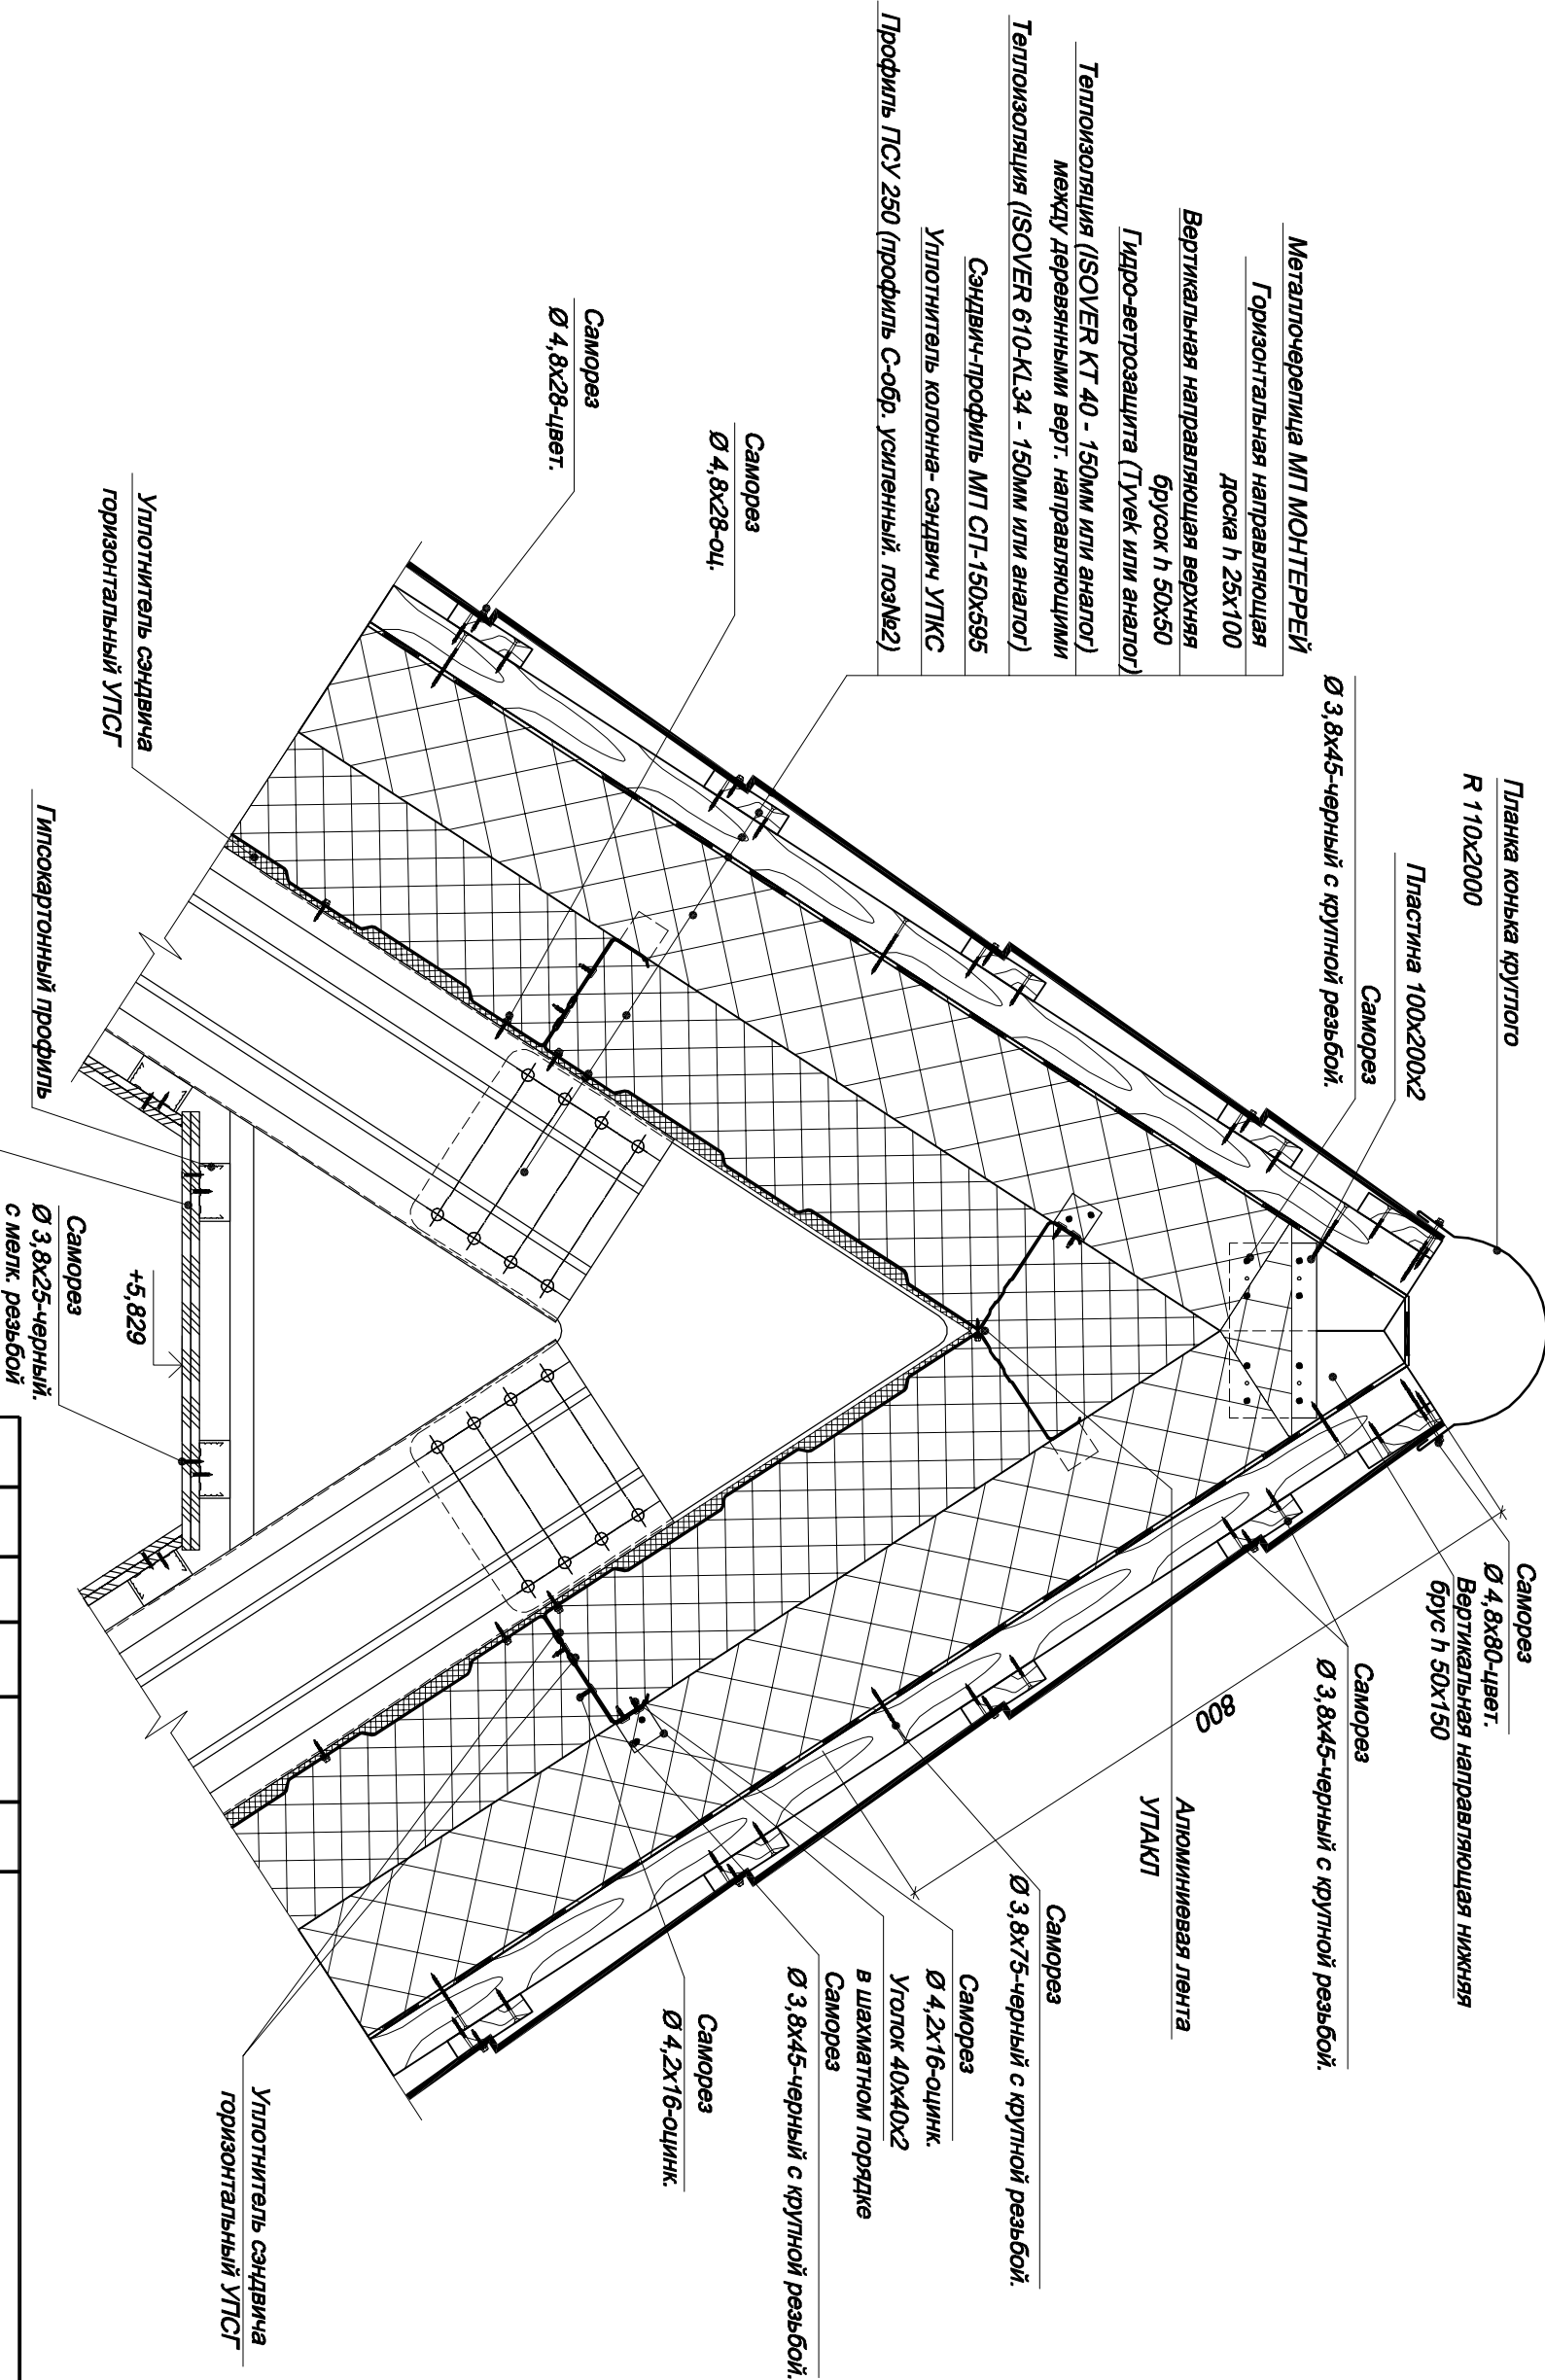 Планка конька круглого
R 110x2000
Пластина 100x200x2
Саморез
Ø 3,8x45-черный с крупной резьбой.
Металлочерепица МП МОНТЕРРЕЙ
Горизонтальная направляющая
доска h 25x100
Вертикальная направляющая верхняя
брусок h 50x50
Гидро-ветрозащита (Tyvek или аналог)
Теплоизоляция (ISOVER KT 40 - 150мм или аналог)
между деревянными верт. направляющими
Теплоизоляция (ISOVER 610-KL34 - 150мм или аналог)
Сэндвич-профиль МП СП-150x595
Уплотнитель колонна- сэндвич УПКС
Профиль ПСУ 250 (профиль С-обр. усиленный. поз№2)
Саморез
Ø 4,8x28-оц.
Саморез
Ø 4,8x28-цвет.
Уплотнитель сэндвича
горизонтальный УПСГ
Гипсокартонный профиль
Саморез
Ø 3,8x25-черный.
с мелк. резьбой
+5,829
Саморез
Ø 4,8x80-цвет.
Вертикальная направляющая нижняя
брус h 50x150
Саморез
Ø 3,8x45-черный с крупной резьбой.
800
Алюминиевая лента
УПАКЛ
Саморез
Ø 3,8x75-черный с крупной резьбой.
Саморез
Ø 4,2x16-оцинк.
Уголок 40x40x2
в шахматном порядке
Саморез
Ø 3,8x45-черный с крупной резьбой.
Саморез
Ø 4,2x16-оцинк.
Уплотнитель сэндвича
горизонтальный УПСГ